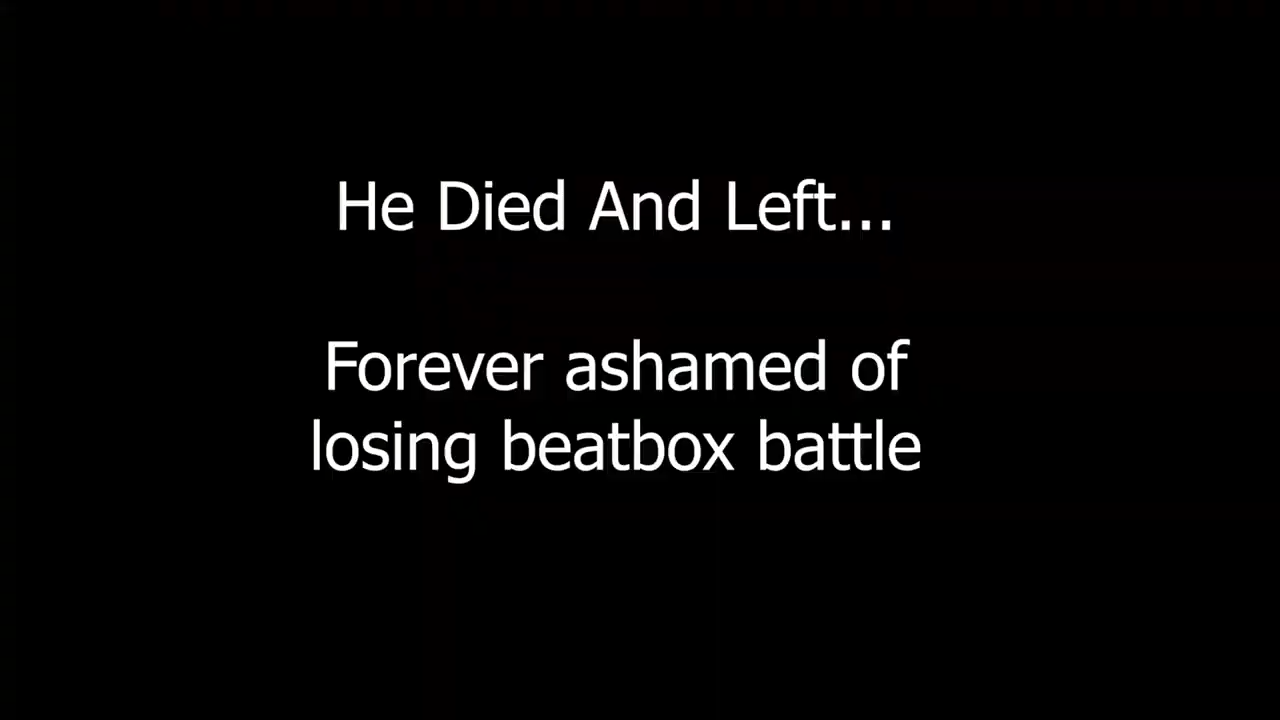 He Died And Left...
Forever ashamed of
losing beatbox battle